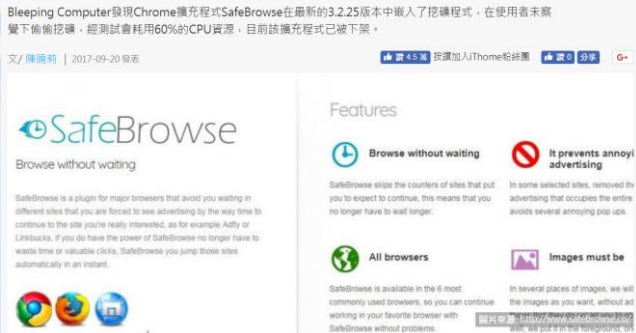 Bleeping Computer發現Chrome擴充程式SafeBrowse在最新的3.2.25版本中嵌入了挖礦程式，在使用者未察
覺下偷偷挖礦，經測試會耗用60%的CPU資源，目前該擴充程式已被下架。
文/ 陳曉莉 | 2017-09-20 發表
讚 4.5 萬 按讚加入iThome粉絲團 讚 0 分享 G+
SafeBrowse
Browse without waiting
SafeBrowse is a plugin for major browsers that avoid you waiting in
different sites that you are forced to see advertising by the way time to
continue to the site you're really interested, as for example Adfly or
Linkbucks, if you do have the power of SafeBrowse no longer have to
waste time or valuable clicks, SafeBrowse you jump those sites
automatically in an instant.
Features
Browse without waiting
SafeBrowse skips the counters of sites that put
you to expect to continue, this means that you
no longer have to wait longer.
It prevents annoyi
advertising
In some selected sites, removed th
advertising that occupies the entire
avoids several annoying pop ups.
All browsers
SafeBrowse is available in the 6 most
commonly used browsers, so you can continue
working in your favorite browser with
SafeBrowse without problems.
Images must be
In several places of images, we will
the images as you want, without ad
well, we put it in the foreground,
圖片來源: http://www.safebrowse.co/